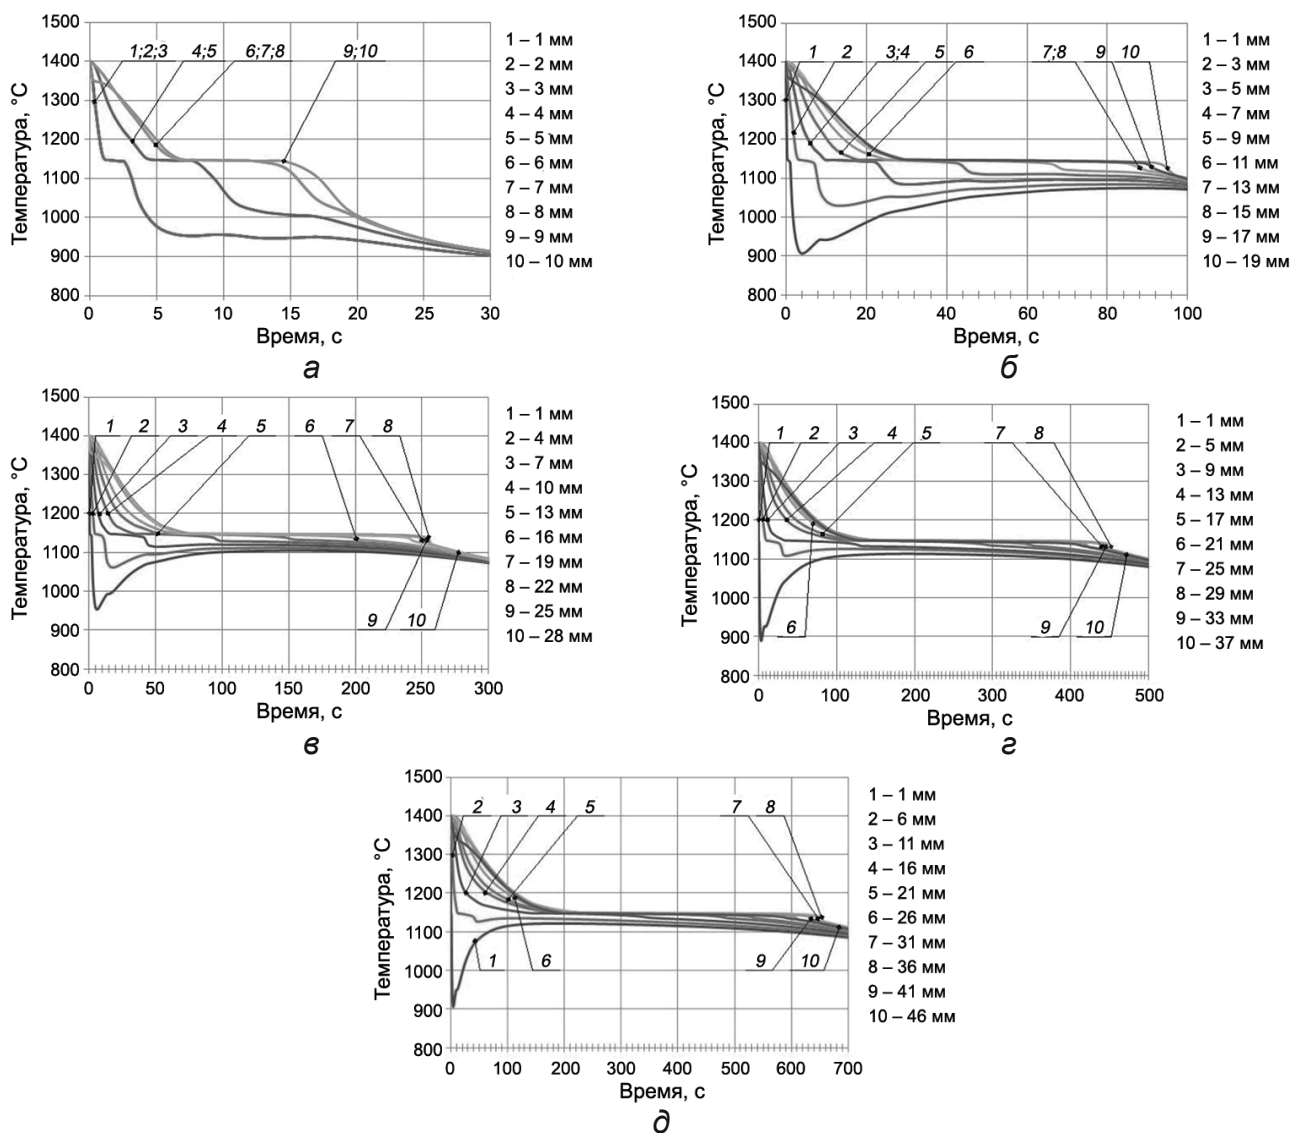 1500
1400
1300
1200
1100
1000
900
800
Температура, °C
1;2;3
4;5
6;7;8
9;10
0 5 10 15 20 25 30
Время, с
1 – 1 мм
2 – 2 мм
3 – 3 мм
4 – 4 мм
5 – 5 мм
6 – 6 мм
7 – 7 мм
8 – 8 мм
9 – 9 мм
10 – 10 мм
а
1500
1400
1300
1200
1100
1000
900
800
Температура, °C
1 2 3;4 5 6 7;8 9 10
0 20 40 60 80 100
Время, с
1 – 1 мм
2 – 3 мм
3 – 5 мм
4 – 7 мм
5 – 9 мм
6 – 11 мм
7 – 13 мм
8 – 15 мм
9 – 17 мм
10 – 19 мм
б
1500
1400
1300
1200
1100
1000
900
800
Температура, °C
1 2 3 4 5 6 7 8
9 10
0 50 100 150 200 250 300
Время, с
1 – 1 мм
2 – 4 мм
3 – 7 мм
4 – 10 мм
5 – 13 мм
6 – 16 мм
7 – 19 мм
8 – 22 мм
9 – 25 мм
10 – 28 мм
в
1500
1400
1300
1200
1100
1000
900
800
Температура, °C
1 2 3 4 5 7 8
6 9 10
0 100 200 300 400 500
Время, с
1 – 1 мм
2 – 5 мм
3 – 9 мм
4 – 13 мм
5 – 17 мм
6 – 21 мм
7 – 25 мм
8 – 29 мм
9 – 33 мм
10 – 37 мм
г
1500
1400
1300
1200
1100
1000
900
800
Температура, °C
2 3 4 5 7 8
1 6 9 10
0 100 200 300 400 500 600 700
Время, с
1 – 1 мм
2 – 6 мм
3 – 11 мм
4 – 16 мм
5 – 21 мм
6 – 26 мм
7 – 31 мм
8 – 36 мм
9 – 41 мм
10 – 46 мм
д